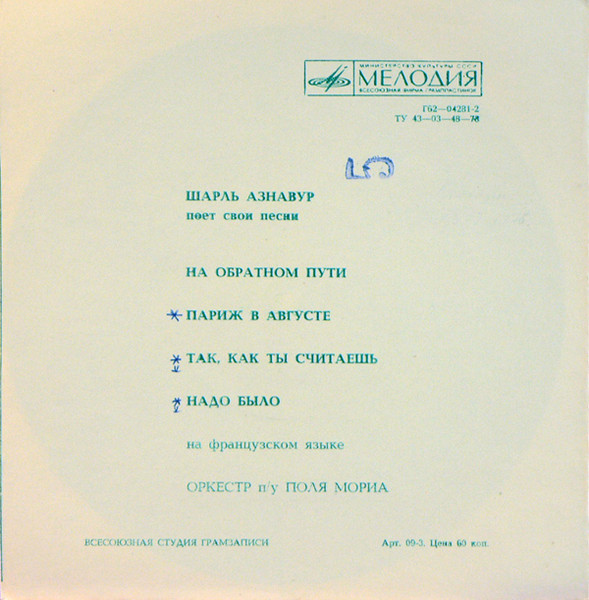 МИНИСТЕРСТВО КУЛЬТУРЫ СССР
МЕЛОДИЯ
ВСЕСОЮЗНАЯ ФИРМА ГРАМПЛАСТИНОК
Г62—04281-2
ТУ 43—03—48—78
5
ШАРЛЬ АЗНАВУР
поет свои песни
НА ОБРАТНОМ ПУТИ
* ПАРИЖ В АВГУСТЕ
* ТАК, КАК ТЫ СЧИТАЕШЬ
* НАДО БЫЛО
на французском языке
ОРКЕСТР п/у ПОЛЯ МОРИА
ВСЕСОЮЗНАЯ СТУДИЯ ГРАМЗАПИСИ
Арт. 09-3. Цена 60 коп.